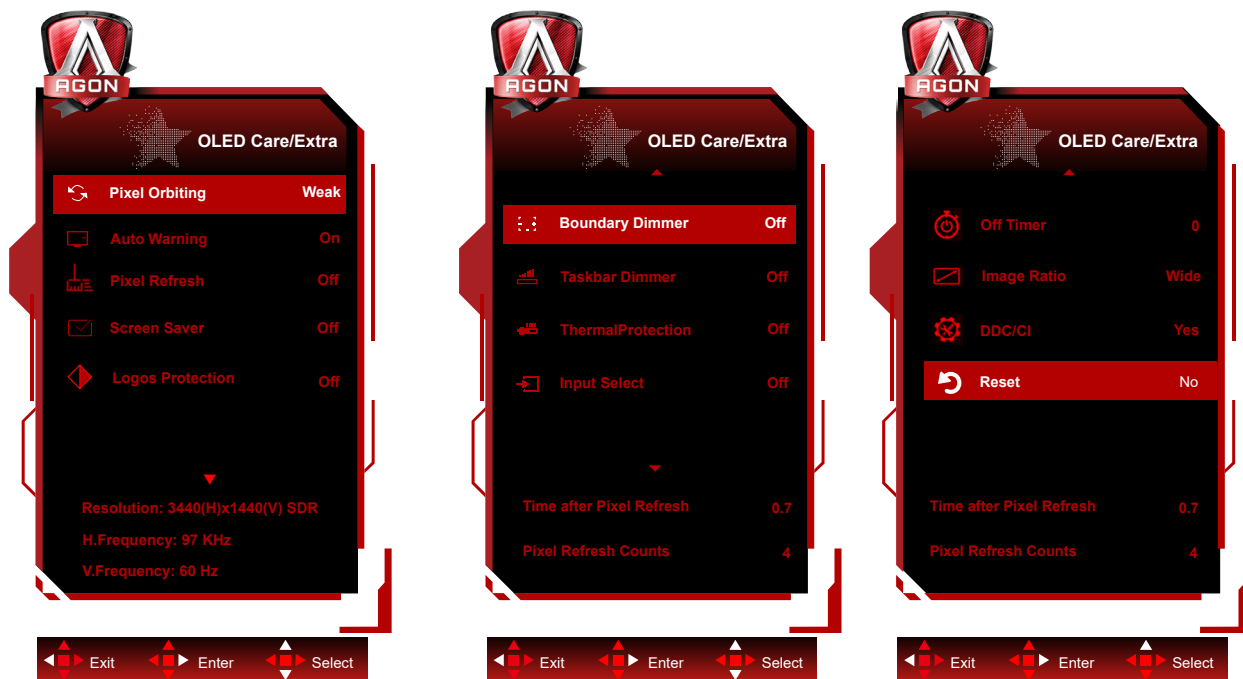 AGON
OLED Care/Extra
Pixel Orbiting Weak
Auto Warning On
Pixel Refresh Off
Screen Saver Off
Logos Protection Off
Resolution: 3440(H)x1440(V) SDR
H.Frequency: 97 KHz
V.Frequency: 60 Hz
Exit Enter Select
AGON
OLED Care/Extra
Boundary Dimmer Off
Taskbar Dimmer Off
ThermalProtection Off
Input Select Off
Time after Pixel Refresh 0.7
Pixel Refresh Counts 4
Exit Enter Select
AGON
OLED Care/Extra
Off Timer 0
Image Ratio Wide
DDC/CI Yes
Reset No
Time after Pixel Refresh 0.7
Pixel Refresh Counts 4
Exit Enter Select